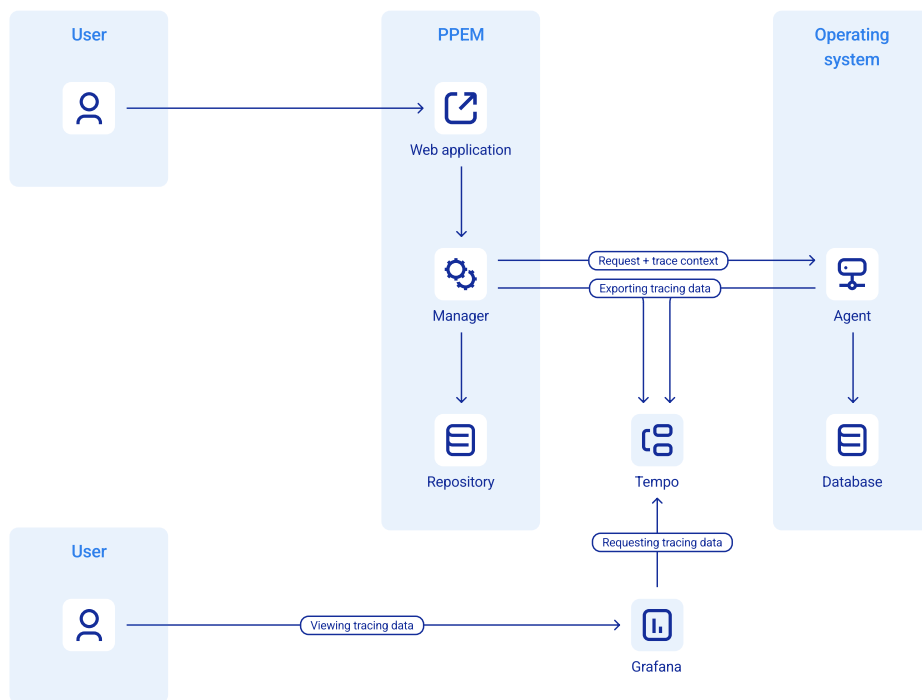 User
PPEM
Operating
system
Web application
Request + trace context
Exporting tracing data
Manager
Agent
Repository
Tempo
Database
User
Requesting tracing data
Viewing tracing data
Grafana